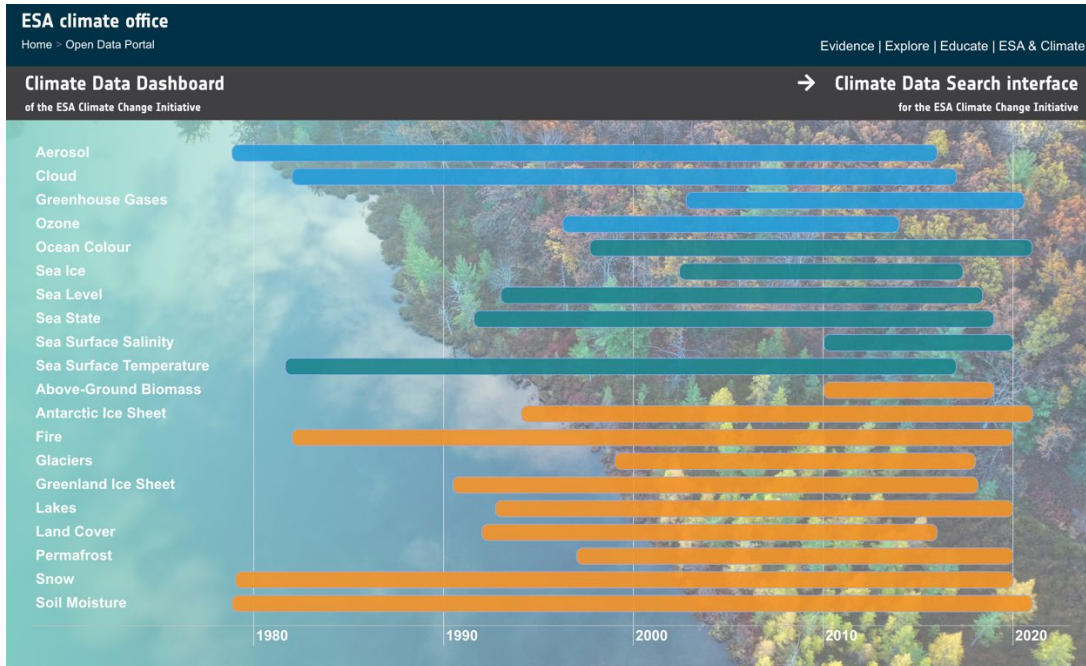 ESA climate office
Home > Open Data Portal
Evidence | Explore | Educate | ESA & Climate
Climate Data Dashboard
of the ESA Climate Change Initiative
→ Climate Data Search interface
for the ESA Climate Change Initiative
Aerosol
Cloud
Greenhouse Gases
Ozone
Ocean Colour
Sea Ice
Sea Level
Sea State
Sea Surface Salinity
Sea Surface Temperature
Above-Ground Biomass
Antarctic Ice Sheet
Fire
Glaciers
Greenland Ice Sheet
Lakes
Land Cover
Permafrost
Snow
Soil Moisture
1980 1990 2000 2010 2020